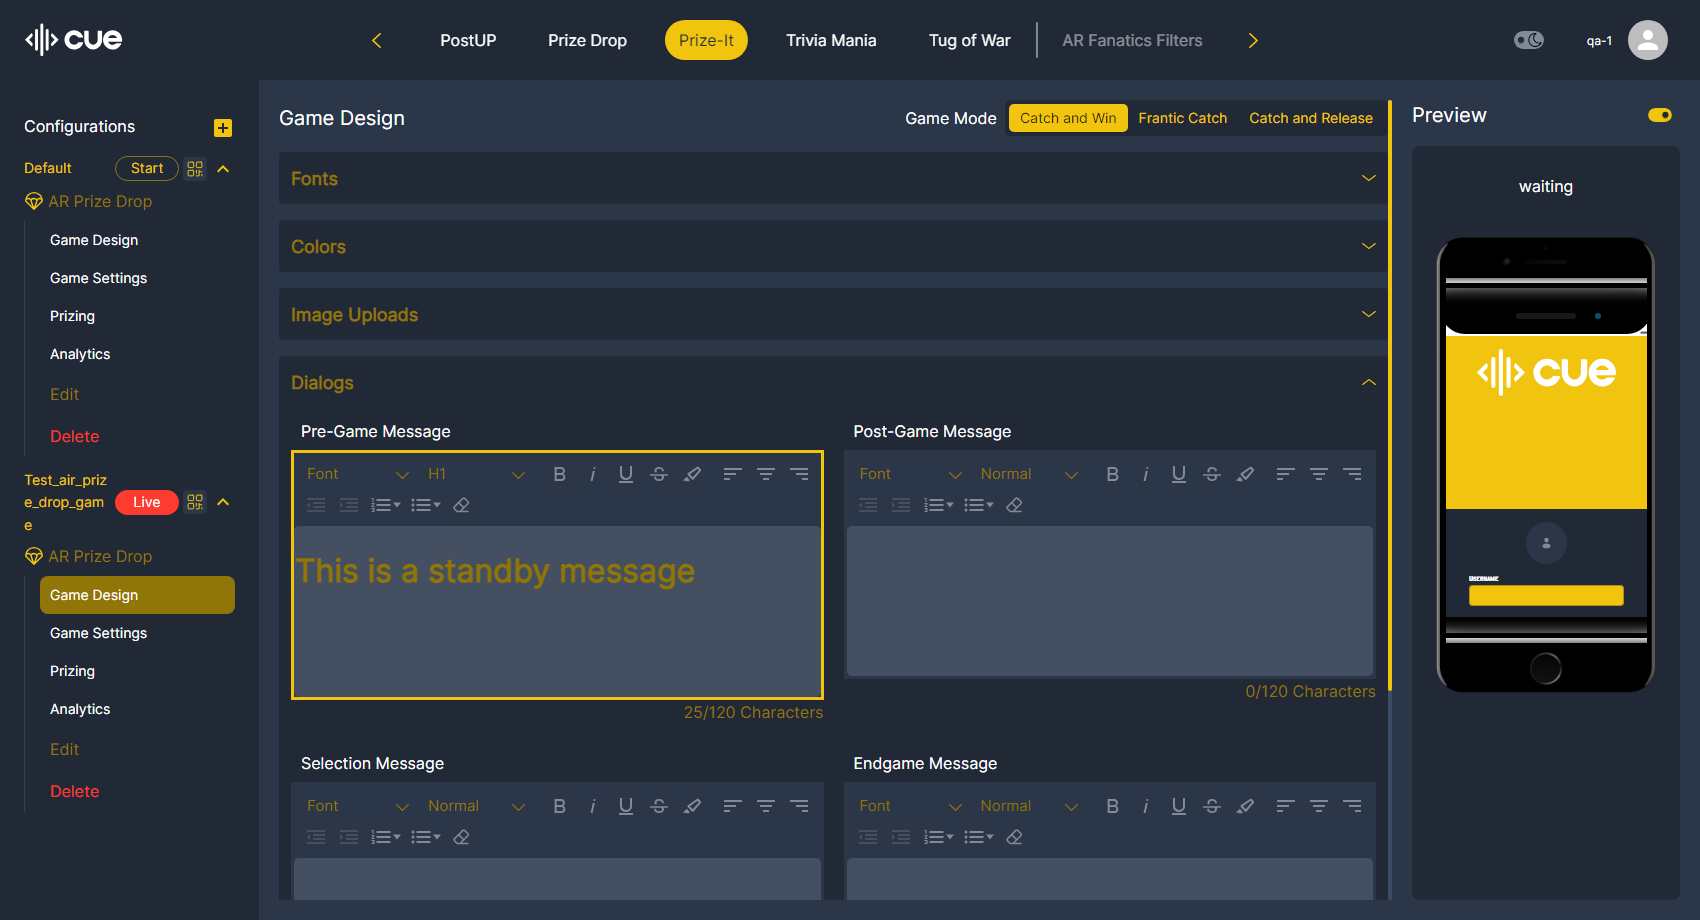 cue
PostUP
Prize Drop
Prize-It
Trivia Mania
Tug of War
AR Fanatics Filters
qa-1
Configurations
Default
Start
AR Prize Drop
Game Design
Game Settings
Prizing
Analytics
Edit
Delete
Test_air_priz
e_drop_gam
e
Live
AR Prize Drop
Game Design
Game Settings
Prizing
Analytics
Edit
Delete
Game Design
Game Mode
Catch and Win
Frantic Catch
Catch and Release
Fonts
Colors
Image Uploads
Dialogs
Pre-Game Message
Font
H1
B i U S
This is a standby message
25/120 Characters
Post-Game Message
Font
Normal
B i U S
0/120 Characters
Selection Message
Font
Normal
B i U S
Endgame Message
Font
Normal
B i U S
Preview
waiting
cue
USERNAME